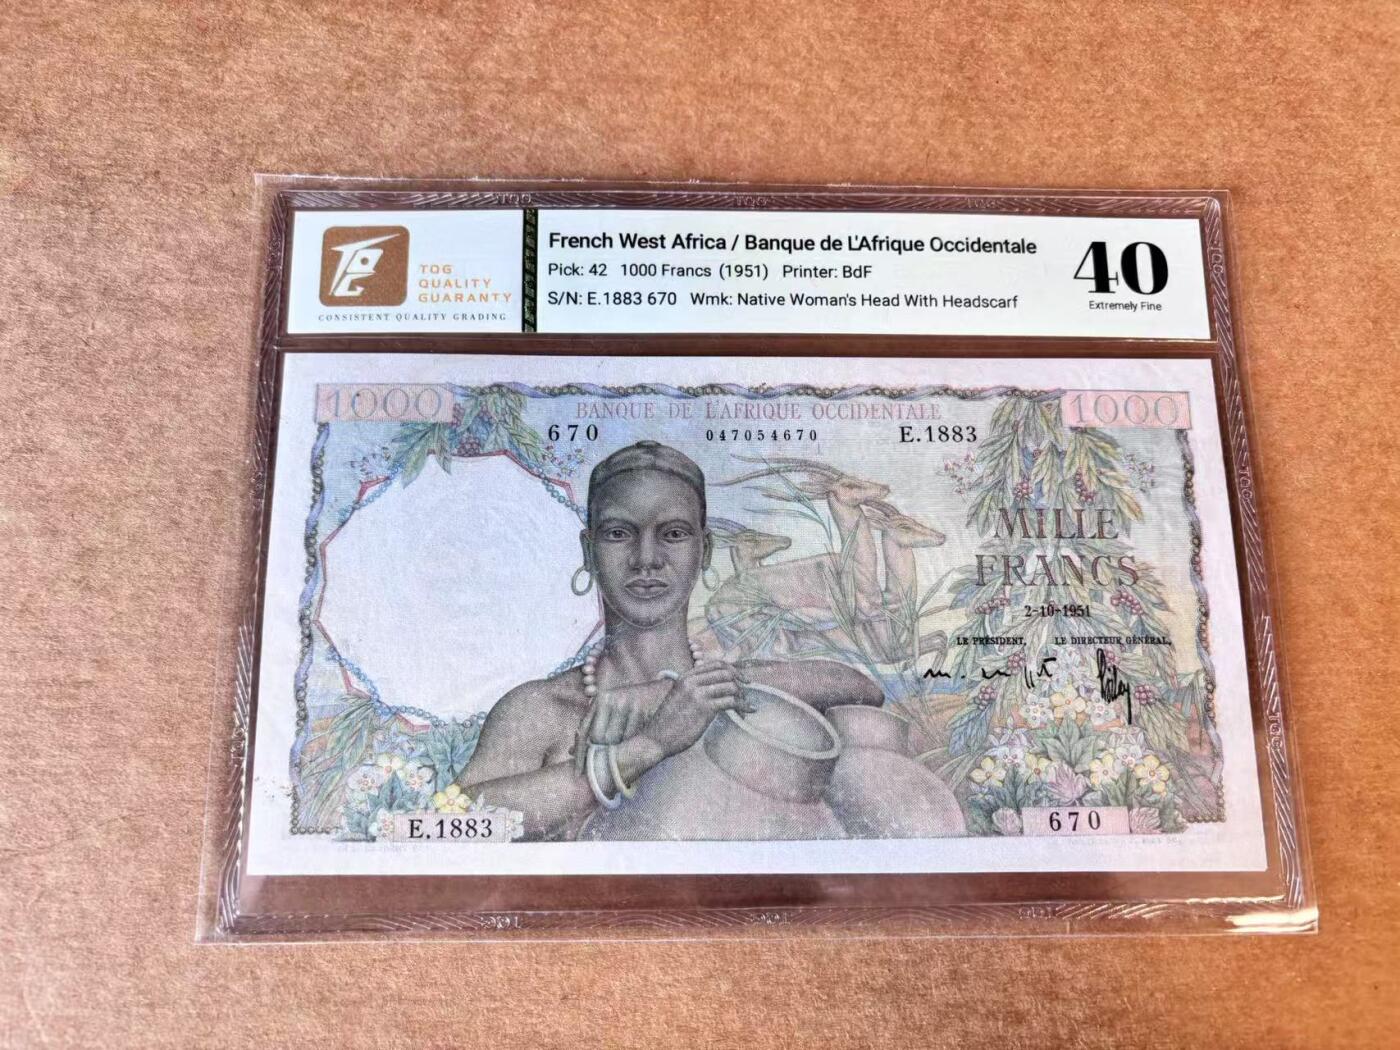 TQG
QUALITY
GUARANTY
CONSISTENT QUALITY GRADING
French West Africa / Banque de L'Afrique Occidentale
Pick: 42 1000 Francs (1951) Printer: BdF
S/N: E.1883 670 Wmk: Native Woman's Head With Headscarf
40
Extremely Fine
1000
BANQUE DE L'AFRIQUE OCCIDENTALE
1000
670
047054670
E.1883
MILLE
FRANCS
2-10-1951
LE PRÉSIDENT,
LE DIRECTEUR GÉNÉRAL,
E.1883
670